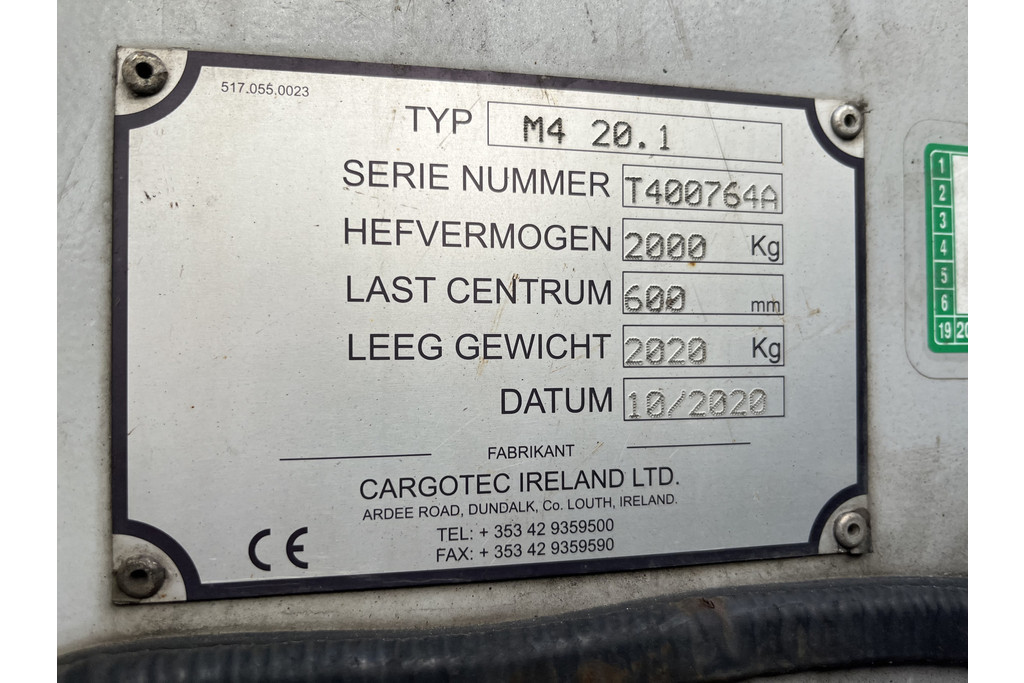 517.055.0023
TYP M4 20.1
SERIE NUMMER T400764A
HEFVERMOGEN 2000 Kg
LAST CENTRUM 600 mm
LEEG GEWICHT 2020 Kg
DATUM 10/2020
FABRIKANT
CARGOTEC IRELAND LTD.
ARDEE ROAD, DUNDALK, Co. LOUTH, IRELAND.
TEL: + 353 42 9359500
FAX: + 353 42 9359590
CE
1
2
3
4
5
6
19 20